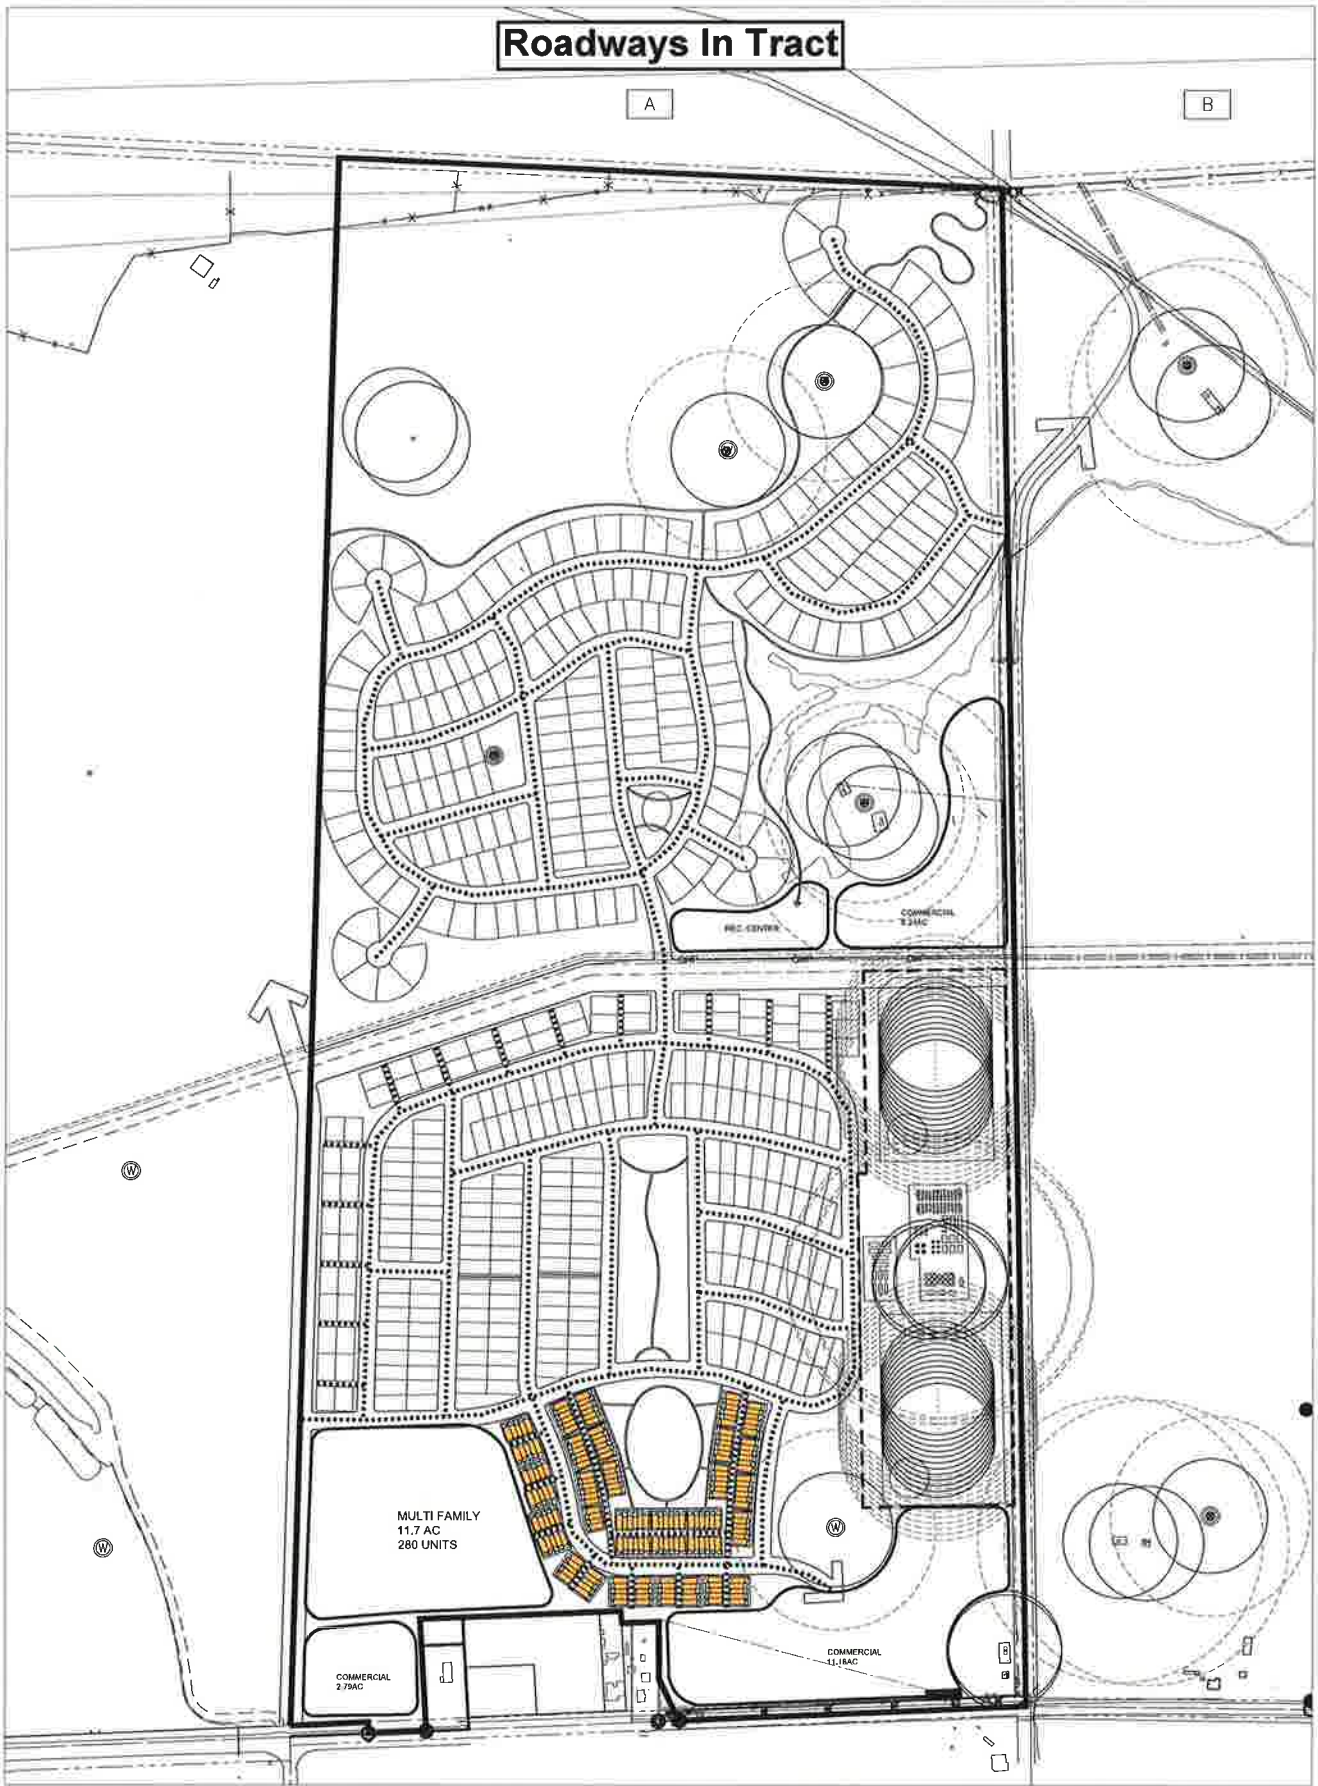 Roadways In Tract
A
B
REC. CENTER
COMMERCIAL
MULTI FAMILY
11.7 AC
280 UNITS
W
W
W
COMMERCIAL
2.79AC
COMMERCIAL
11.16AC